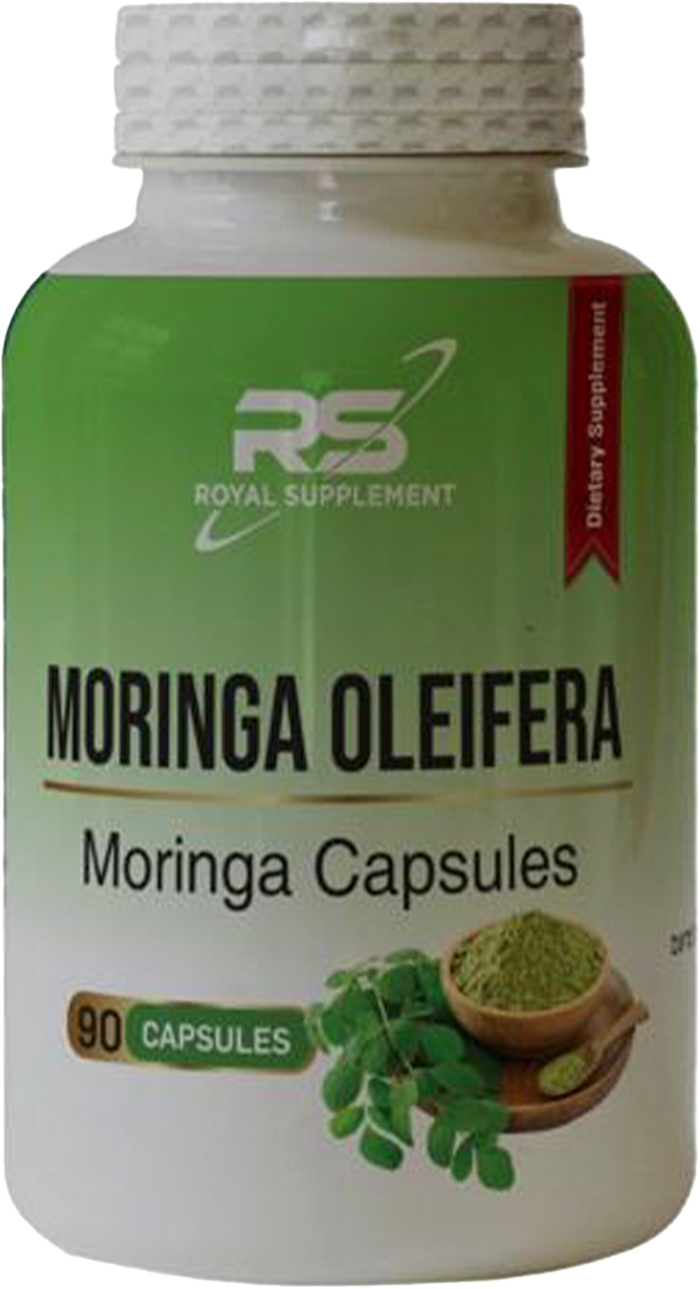 RS
ROYAL SUPPLEMENT
Dietary Supplement
MORINGA OLEIFERA
Moringa Capsules
90 CAPSULES